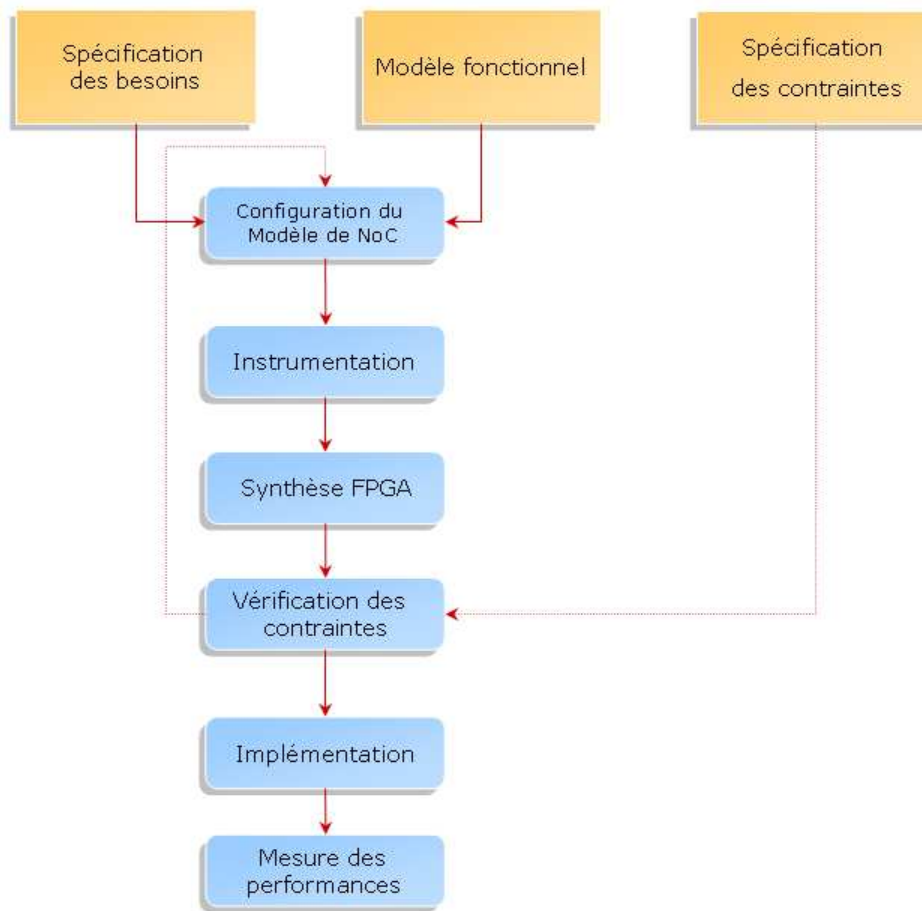 Spécification
des besoins
Modèle fonctionnel
Spécification
des contraintes
Configuration du
Modèle de NoC
Instrumentation
Synthèse FPGA
Vérification des
contraintes
Implémentation
Mesure des
performances